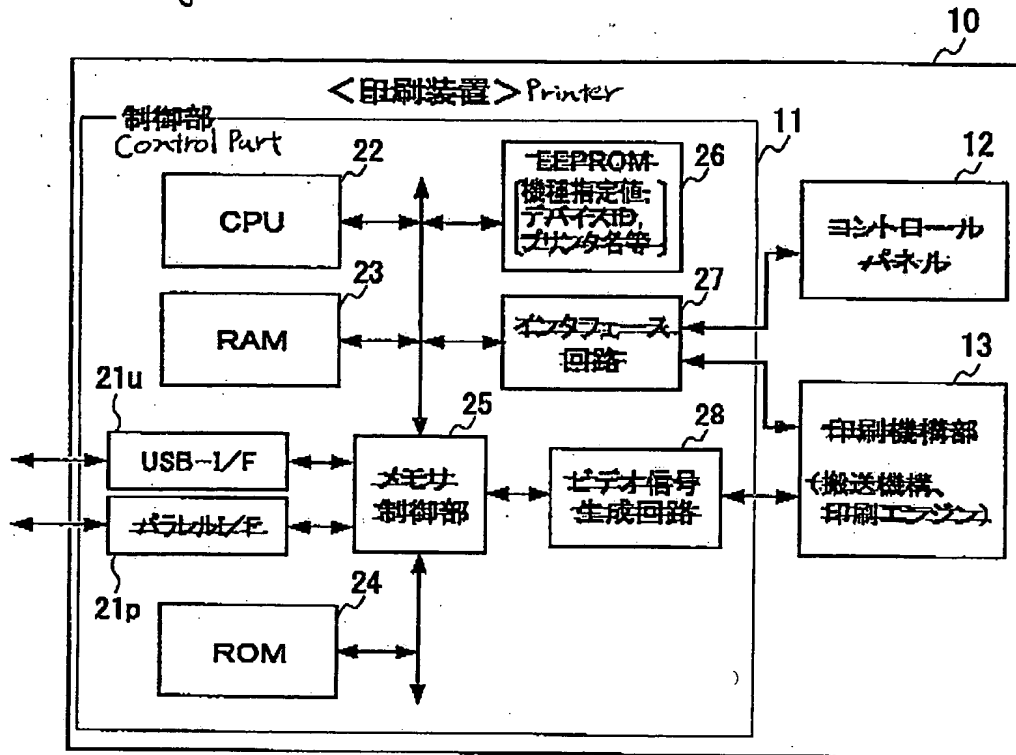 10
<印刷装置> Printer
制御部
Control Part
11
22
CPU
26
EEPROM
機種指定値,
デバイスID,
プリンタ名等
12
コントロール
パネル
23
RAM
27
インタフェース
回路
13
印刷機構部
(搬送機構、
印刷エンジン)
21u
USB-I/F
25
メモリ
制御部
28
ビデオ信号
生成回路
パラレルI/F
21p
24
ROM